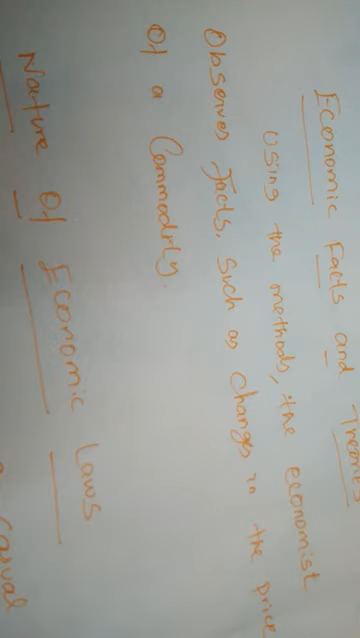 Economic Facts and Theories
Using the methods, the economist
Observes Facts, Such as Changes in the price
Of a Commodity.
Nature Of Economic Laws